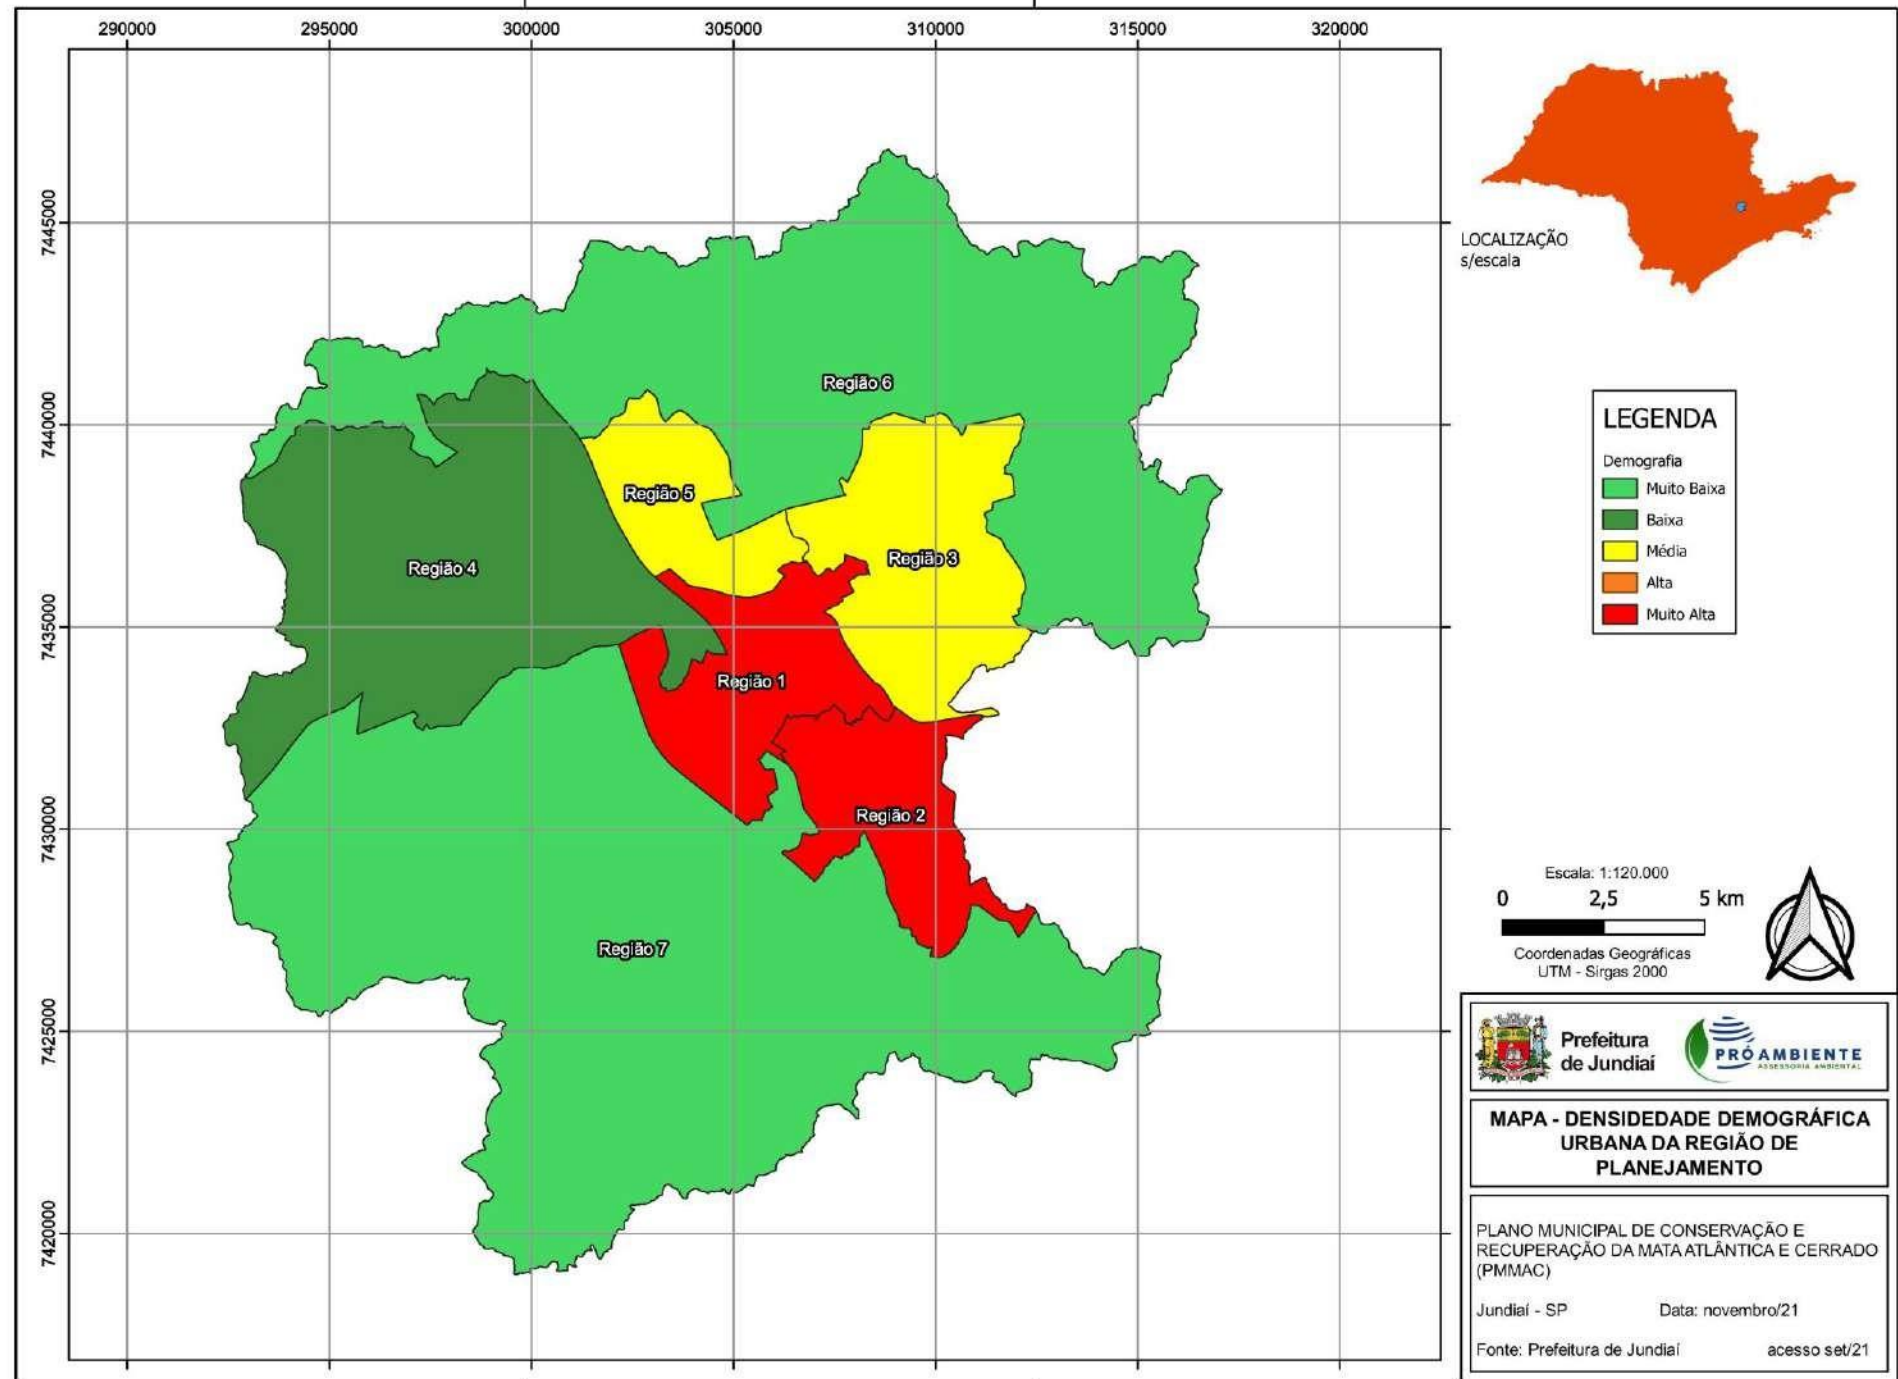 290000
295000
300000
305000
310000
315000
320000
7445000
7440000
7435000
7430000
7425000
7420000
Região 6
Região 5
Região 3
Região 4
Região 1
Região 2
Região 7
LOCALIZAÇÃO
s/escala
LEGENDA
Demografia
Muito Baixa
Baixa
Média
Alta
Muito Alta
Escala: 1:120.000
0 2,5 5 km
Coordenadas Geográficas
UTM - Sirgas 2000
Prefeitura
de Jundiaí
PRÓAMBIENTE
ASSESSORIA AMBIENTAL
MAPA - DENSIDEDADE DEMOGRÁFICA
URBANA DA REGIÃO DE
PLANEJAMENTO
PLANO MUNICIPAL DE CONSERVAÇÃO E
RECUPERAÇÃO DA MATA ATLÂNTICA E CERRADO
(PMMAC)
Jundiaí - SP Data: novembro/21
Fonte: Prefeitura de Jundiaí acesso set/21